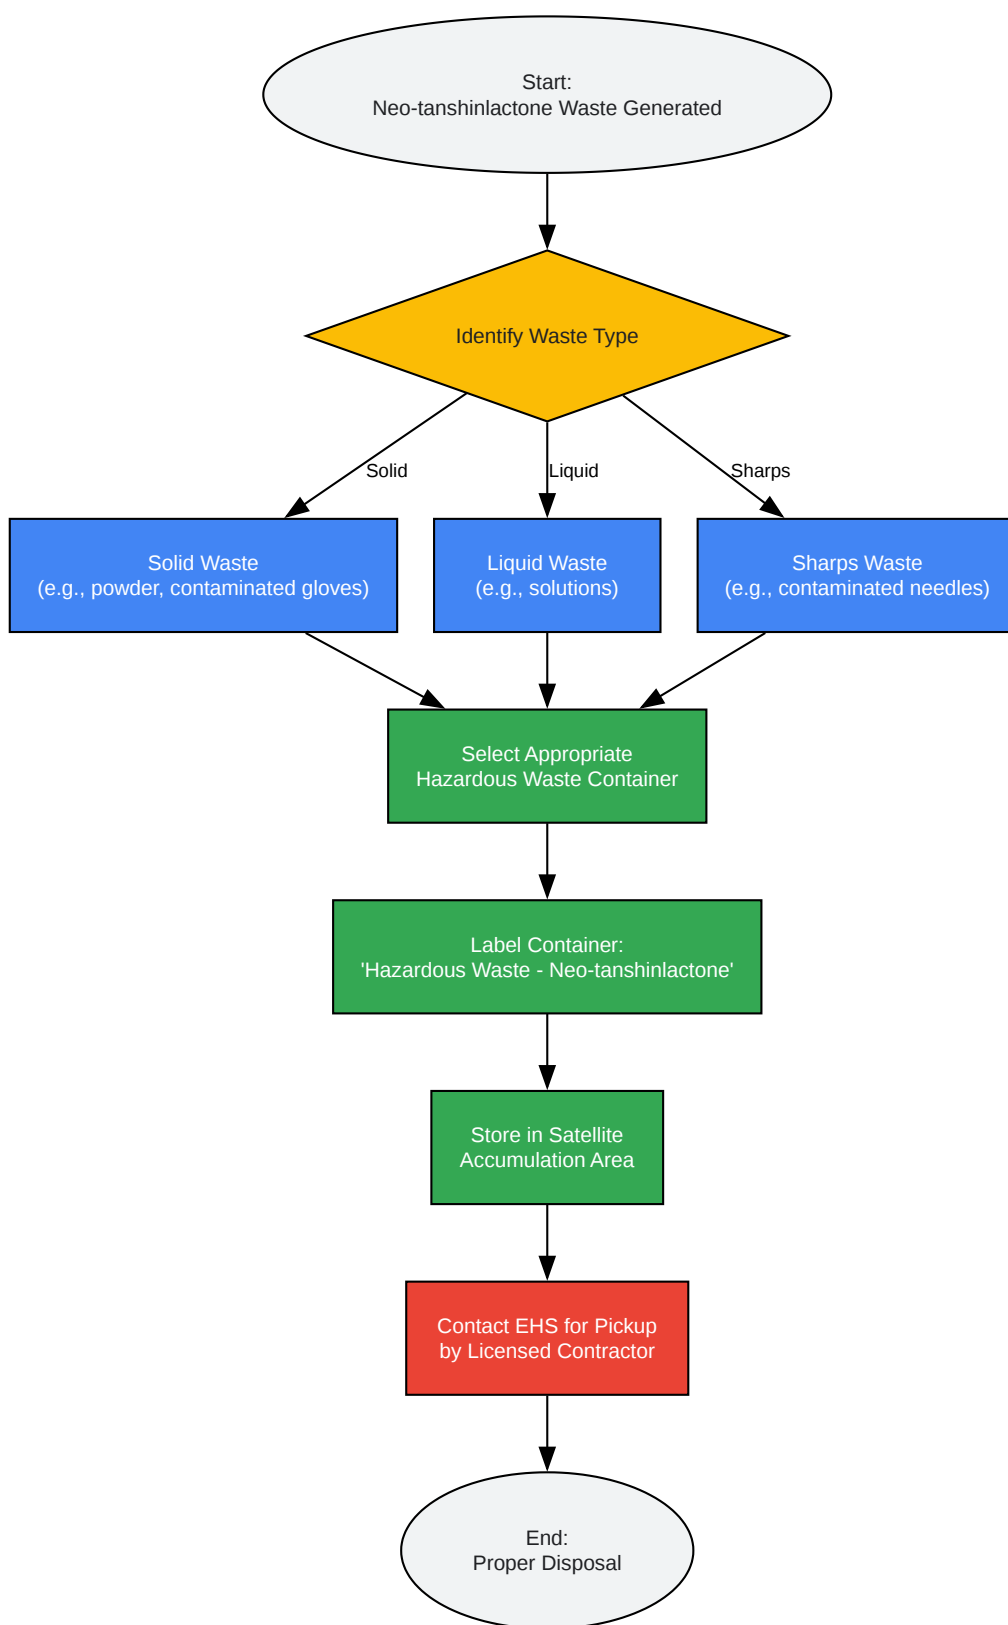 Start:
Neo-tanshinlactone Waste Generated
Identify Waste Type
Solid
Liquid
Sharps
Solid Waste
(e.g., powder, contaminated gloves)
Liquid Waste
(e.g., solutions)
Sharps Waste
(e.g., contaminated needles)
Select Appropriate
Hazardous Waste Container
Label Container:
'Hazardous Waste - Neo-tanshinlactone'
Store in Satellite
Accumulation Area
Contact EHS for Pickup
by Licensed Contractor
End:
Proper Disposal